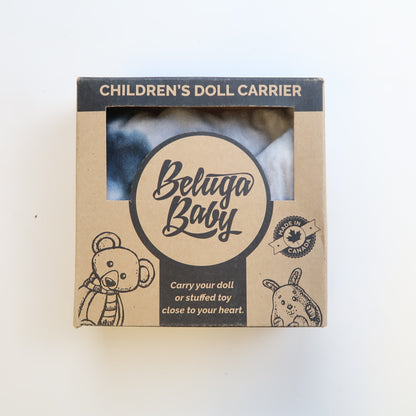 CHILDREN'S DOLL CARRIER
Beluga
Baby
MADE IN
CANADA
Carry your doll
or stuffed toy
close to your heart.